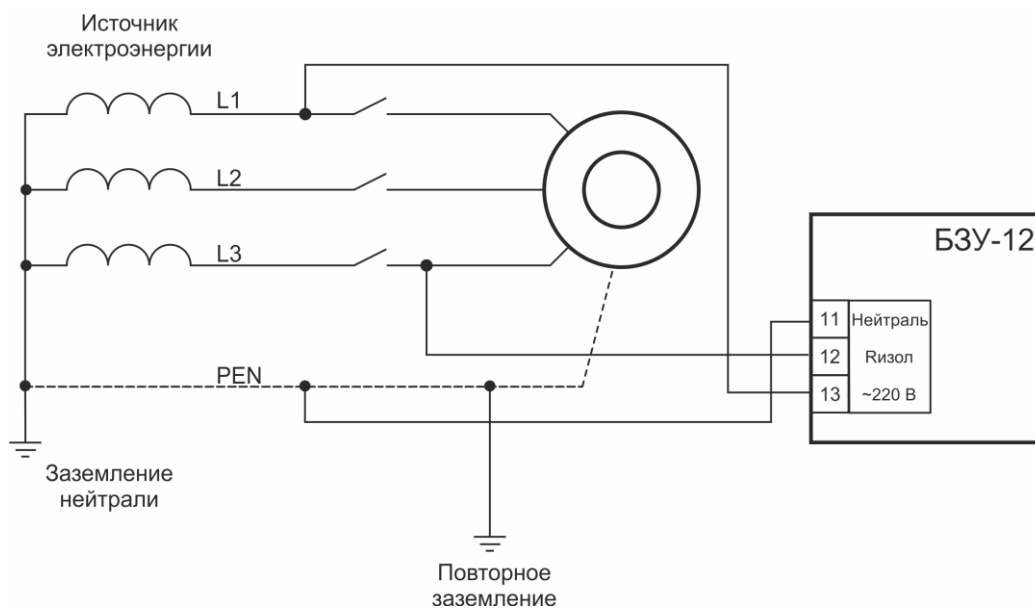 Источник
электроэнергии
L1
L2
L3
PEN
Заземление
нейтрали
Повторное
заземление
БЗУ-12
11 Нейтраль
12 Rизол
13 ~220 В